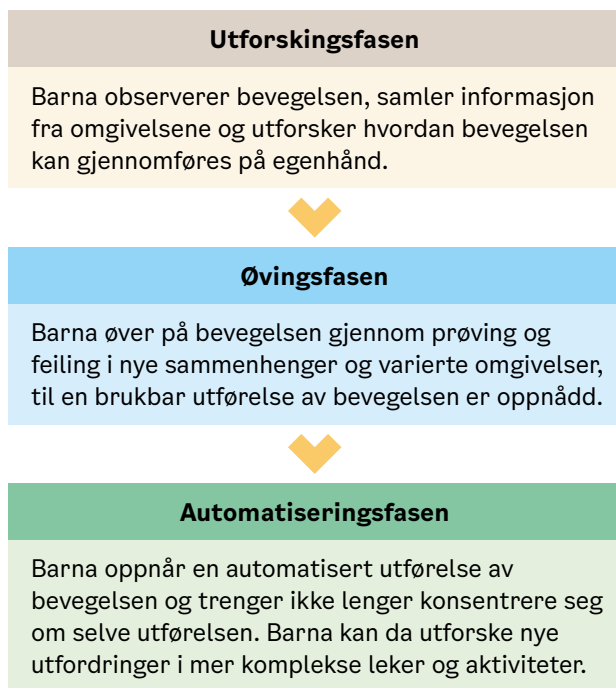 Utforskingsfasen
Barna observerer bevegelsen, samler informasjon
fra omgivelsene og utforsker hvordan bevegelsen
kan gjennomføres på egenhånd.
Øvingsfasen
Barna øver på bevegelsen gjennom prøving og
feiling i nye sammenhenger og varierte omgivelser,
til en brukbar utførelse av bevegelsen er oppnådd.
Automatiseringsfasen
Barna oppnår en automatisert utførelse av
bevegelsen og trenger ikke lenger konsentrere seg
om selve utførelsen. Barna kan da utforske nye
utfordringer i mer komplekse leker og aktiviteter.